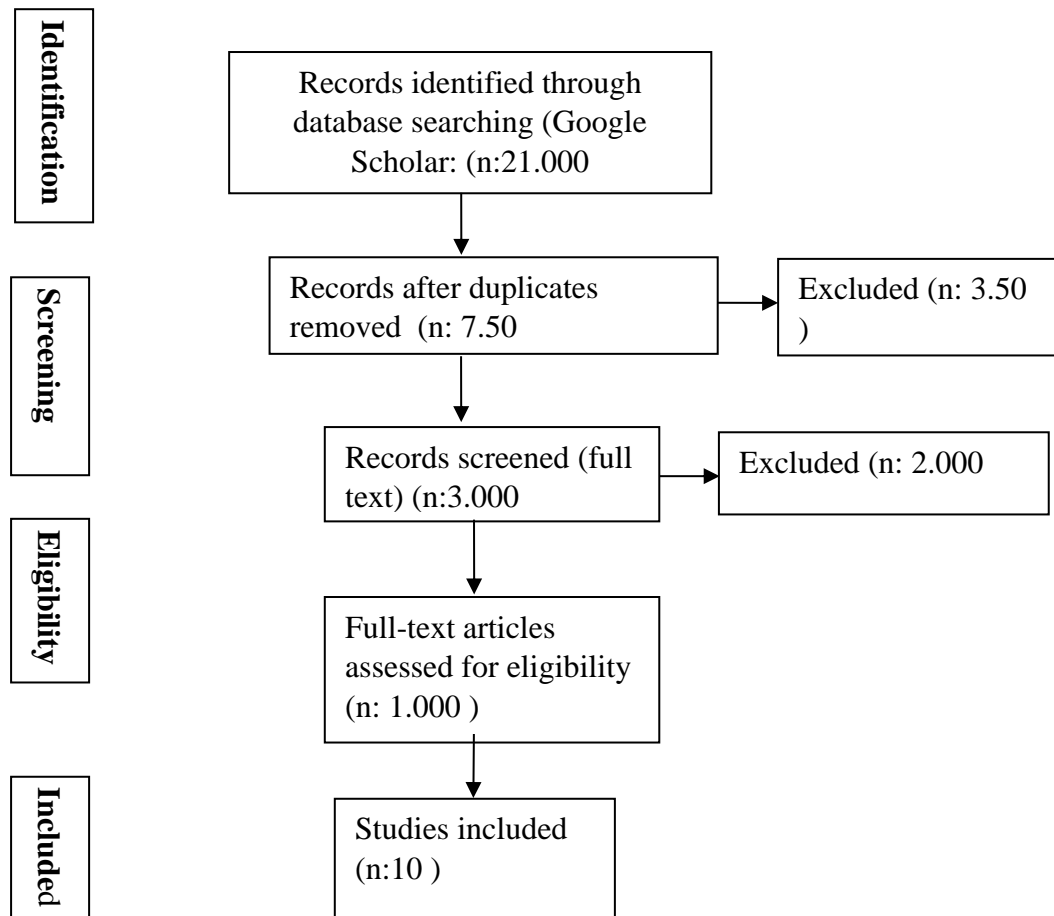 Identification
Records identified through
database searching (Google
Scholar: (n:21.000
Screening
Records after duplicates
removed (n: 7.50
Excluded (n: 3.50
)
Records screened (full
text) (n:3.000
Excluded (n: 2.000
Eligibility
Full-text articles
assessed for eligibility
(n: 1.000 )
Included
Studies included
(n:10 )